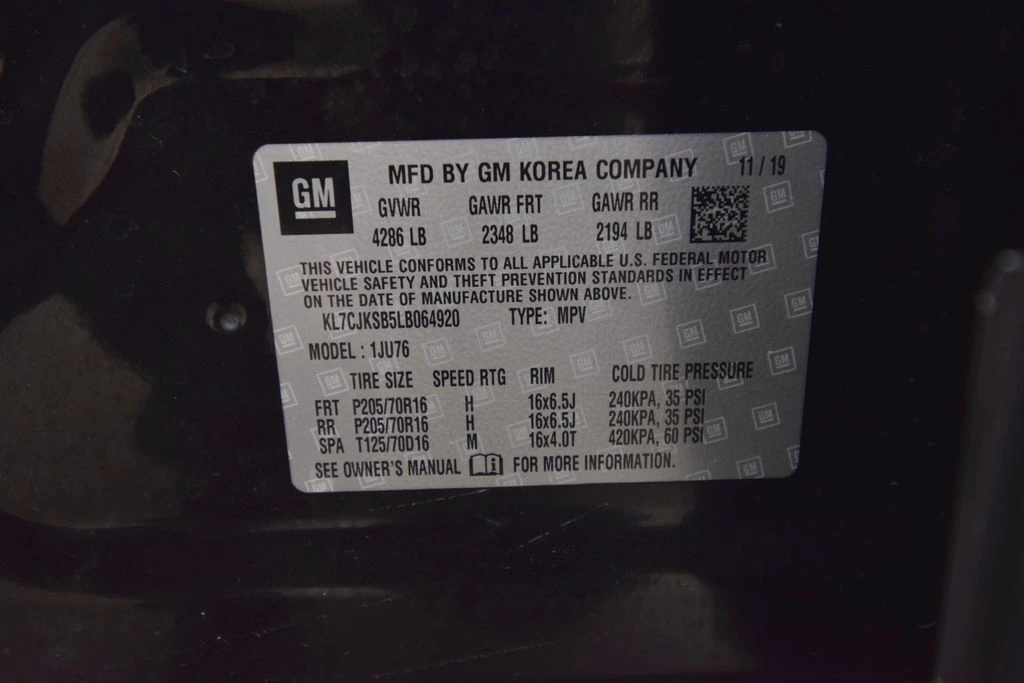 GM
MFD BY GM KOREA COMPANY 11 / 19
GVWR GAWR FRT GAWR RR
4286 LB 2348 LB 2194 LB
THIS VEHICLE CONFORMS TO ALL APPLICABLE U.S. FEDERAL MOTOR
VEHICLE SAFETY AND THEFT PREVENTION STANDARDS IN EFFECT
ON THE DATE OF MANUFACTURE SHOWN ABOVE.
KL7CJKSB5LB064920 TYPE: MPV
MODEL : 1JU76
TIRE SIZE SPEED RTG RIM COLD TIRE PRESSURE
FRT P205/70R16 H 16x6.5J 240KPA, 35 PSI
RR P205/70R16 H 16x6.5J 240KPA, 35 PSI
SPA T125/70D16 M 16x4.0T 420KPA, 60 PSI
SEE OWNER'S MANUAL FOR MORE INFORMATION.